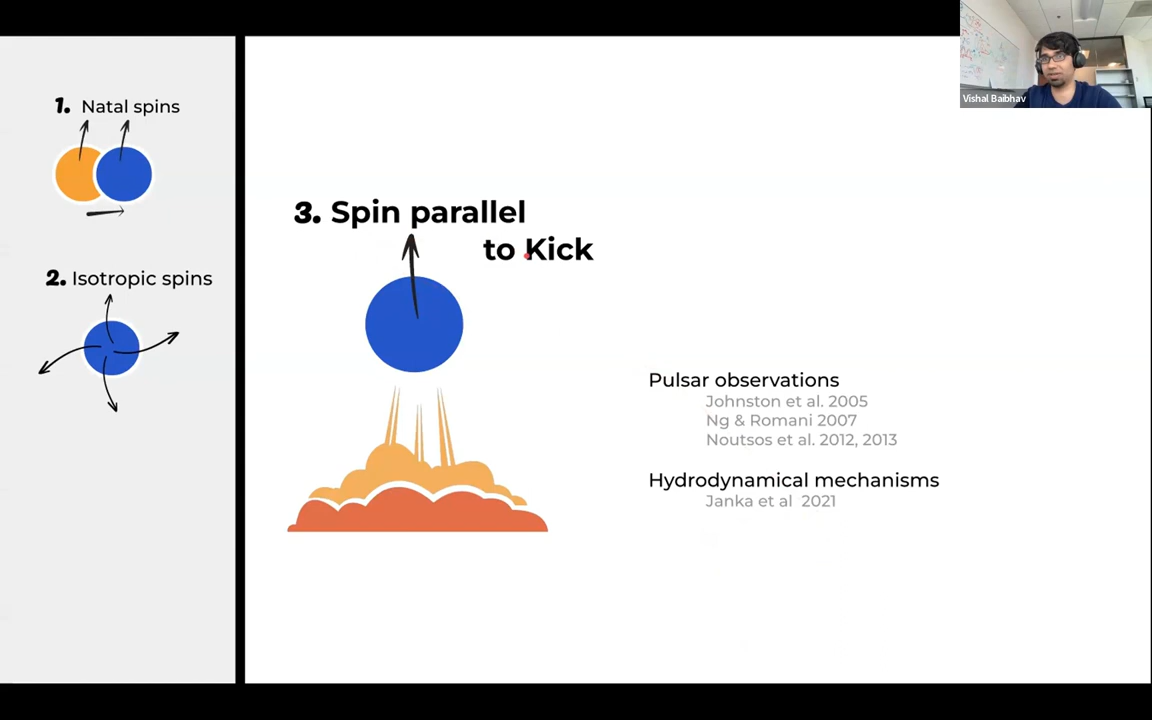 1. Natal spins
2. Isotropic spins
3. Spin parallel
to Kick
Pulsar observations
Johnston et al. 2005
Ng & Romani 2007
Noutsos et al. 2012, 2013
Hydrodynamical mechanisms
Janka et al 2021
Vishal Baibhav